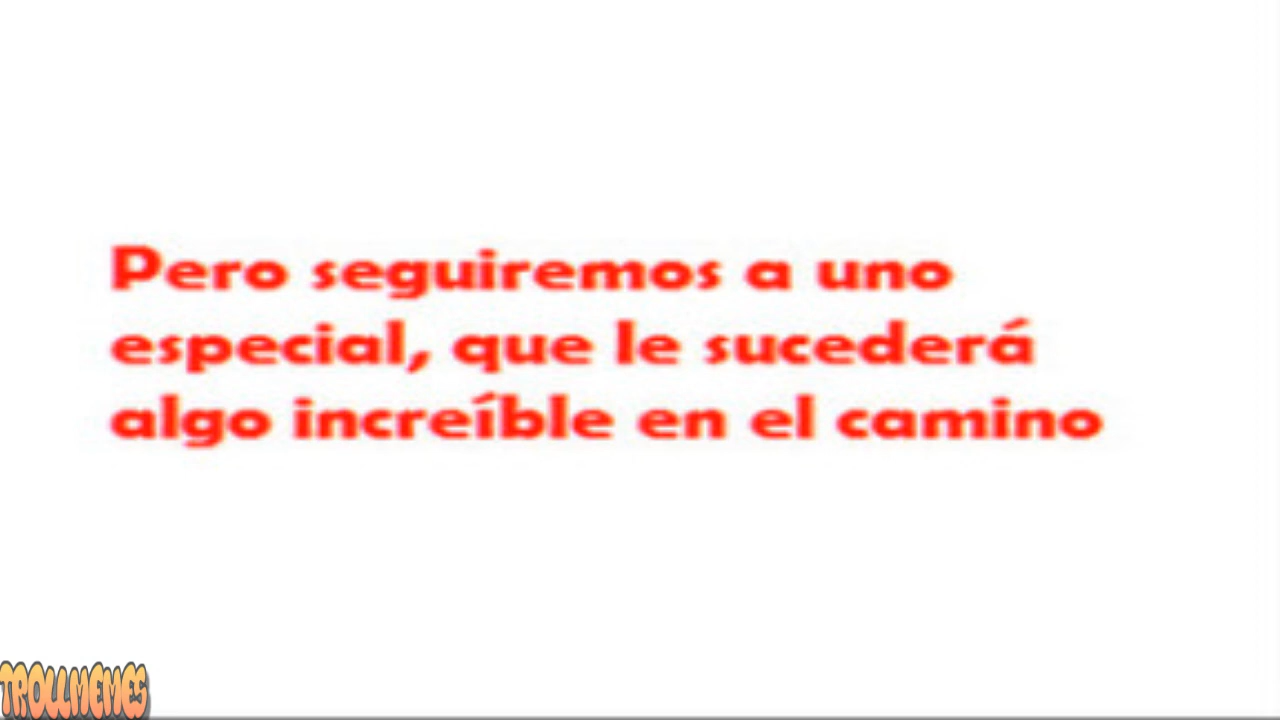 Pero seguiremos a uno
especial, que le sucederá
algo increíble en el camino
TROLLMEMES